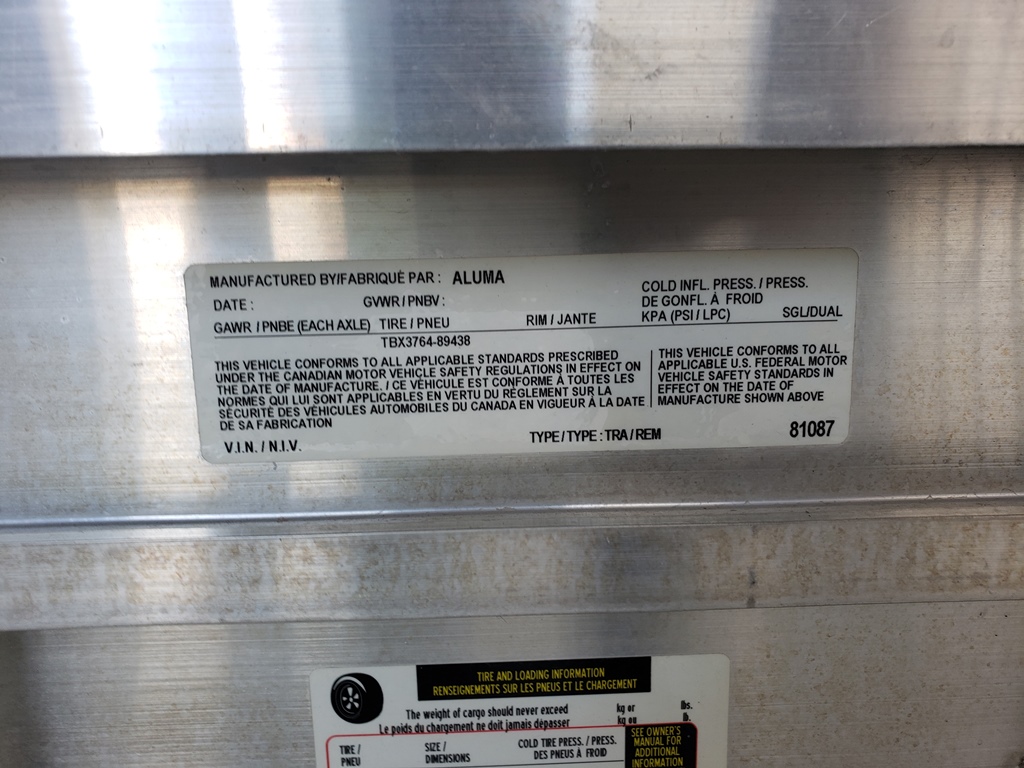 MANUFACTURED BY/FABRIQUÉ PAR : ALUMA
DATE : GVWR / PNBV :
COLD INFL. PRESS. / PRESS.
DE GONFL. À FROID
KPA (PSI / LPC) SGL/DUAL
GAWR / PNBE (EACH AXLE) TIRE / PNEU RIM / JANTE
TBX3764-89438
THIS VEHICLE CONFORMS TO ALL APPLICABLE STANDARDS PRESCRIBED
UNDER THE CANADIAN MOTOR VEHICLE SAFETY REGULATIONS IN EFFECT ON
THE DATE OF MANUFACTURE. / CE VÉHICULE EST CONFORME À TOUTES LES
NORMES QUI LUI SONT APPLICABLES EN VERTU DU RÈGLEMENT SUR LA
SÉCURITÉ DES VÉHICULES AUTOMOBILES DU CANADA EN VIGUEUR À LA DATE
DE SA FABRICATION
THIS VEHICLE CONFORMS TO ALL
APPLICABLE U.S. FEDERAL MOTOR
VEHICLE SAFETY STANDARDS IN
EFFECT ON THE DATE OF
MANUFACTURE SHOWN ABOVE
V.I.N. / N.I.V. TYPE / TYPE : TRA / REM 81087
TIRE AND LOADING INFORMATION
RENSEIGNEMENTS SUR LES PNEUS ET LE CHARGEMENT
The weight of cargo should never exceed kg or lbs.
Le poids du chargement ne doit jamais dépasser kg ou lb.
TIRE /
PNEU
SIZE /
DIMENSIONS
COLD TIRE PRESS. / PRESS.
DES PNEUS À FROID
SEE OWNER'S
MANUAL FOR
ADDITIONAL
INFORMATION